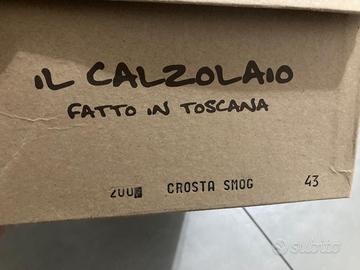 iL CALZOLAiO
FATTO iN TOSCANA
CROSTA SMOG 43
subito